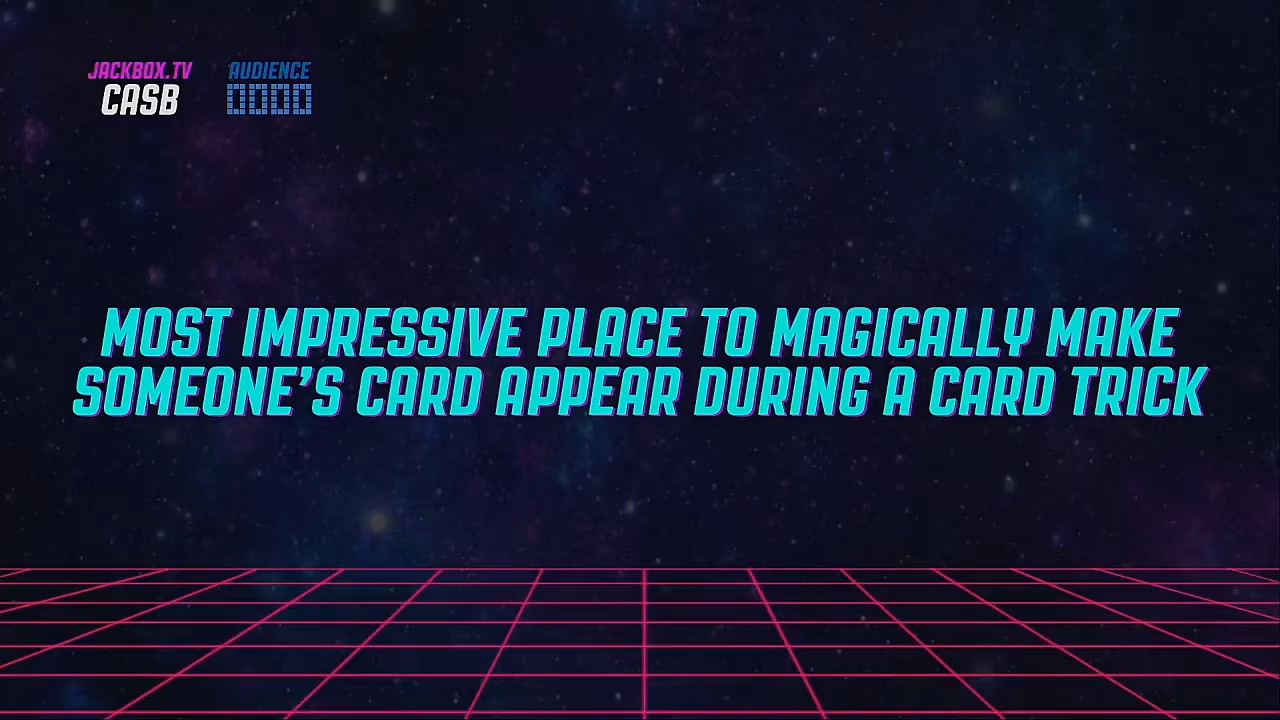 JACKBOX.TV
CASB
AUDIENCE
0000
MOST IMPRESSIVE PLACE TO MAGICALLY MAKE
SOMEONE'S CARD APPEAR DURING A CARD TRICK